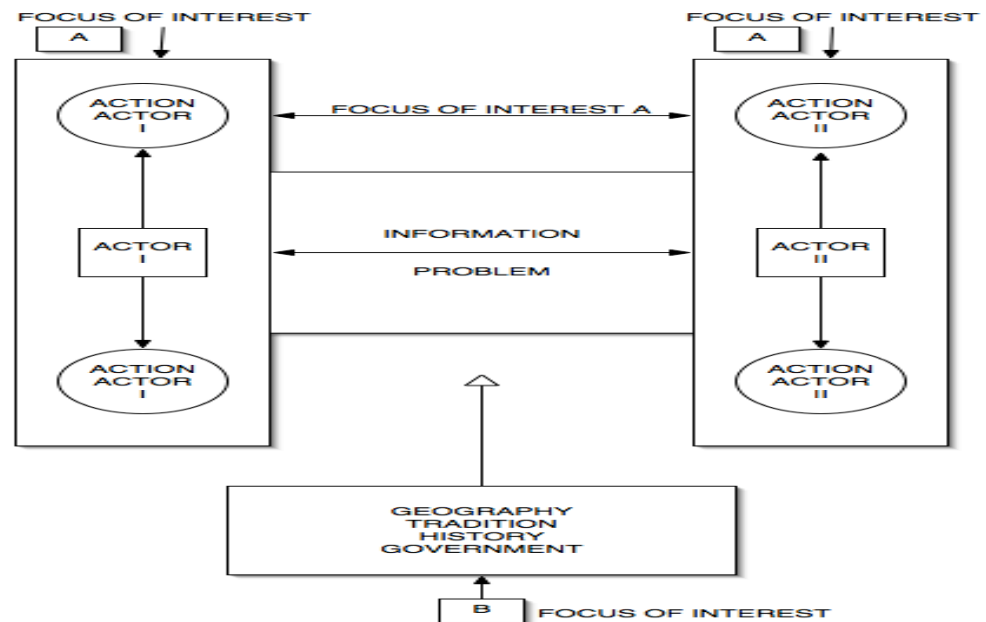 FOCUS OF INTEREST
A
FOCUS OF INTEREST
A
ACTION
ACTOR
I
FOCUS OF INTEREST A
ACTION
ACTOR
II
ACTOR
I
INFORMATION
PROBLEM
ACTOR
II
ACTION
ACTOR
I
ACTION
ACTOR
II
GEOGRAPHY
TRADITION
HISTORY
GOVERNMENT
B
FOCUS OF INTEREST